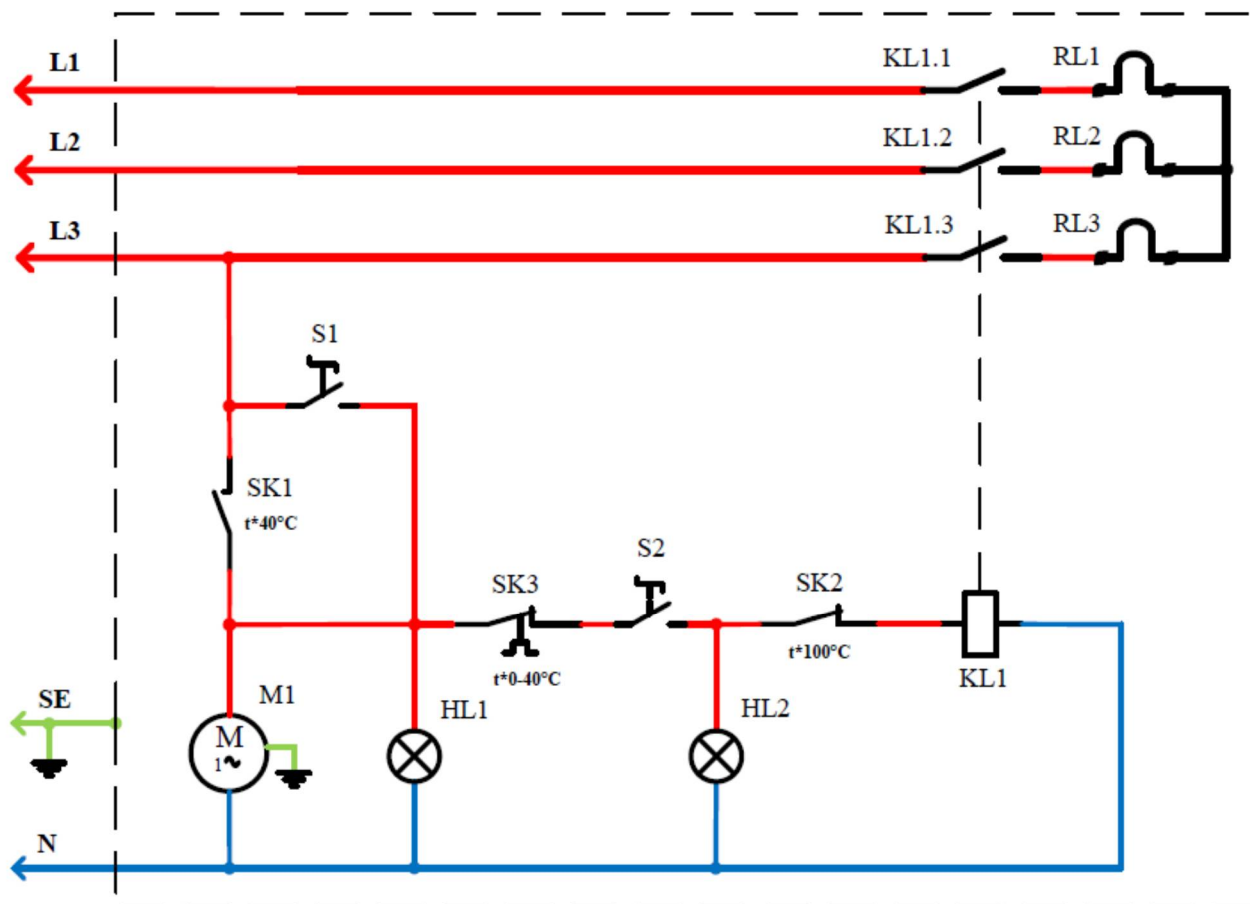 L1
KL1.1
RL1
L2
KL1.2
RL2
L3
KL1.3
RL3
S1
SK1
t*40°C
S2
SK3
SK2
t*0-40°C
t*100°C
KL1
SE
M1
HL1
HL2
M
1~
N